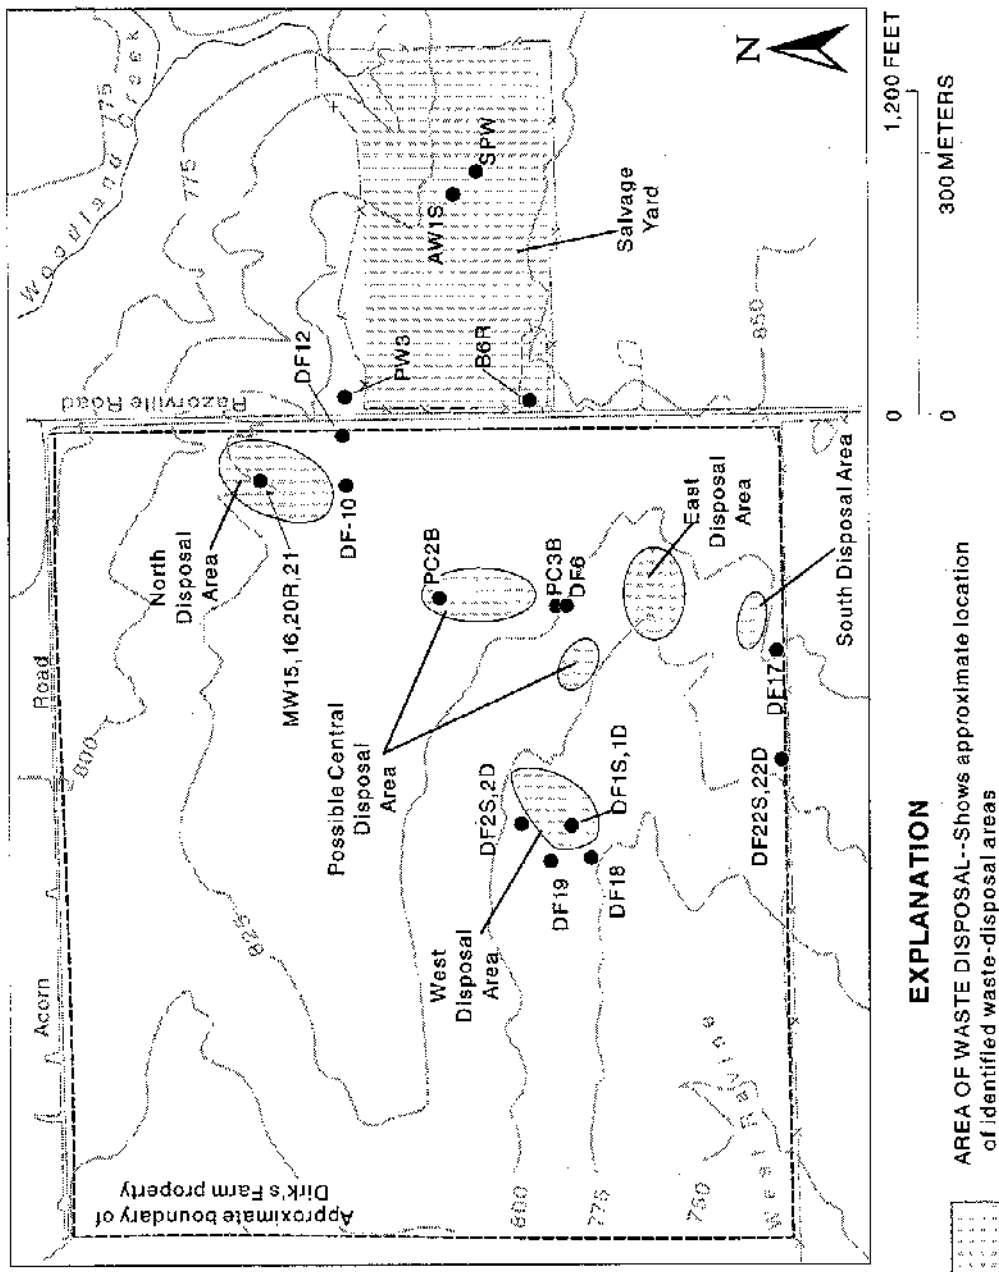 Acorn
Road
Razorville Road
Woodland Creek
775
775
800
North
Disposal
Area
MW15,16,20R,21
DF-10
DF12
PW3
B6R
AW1S
SPW
Salvage
Yard
N
825
Possible Central
Disposal
Area
PC2B
PC3B
DF6
East
Disposal
Area
South Disposal Area
850
West
Disposal
Area
DF2S,2D
DF1S,1D
DF19
DF18
DF17
DF22S,22D
Approximate boundary of
Dirk's Farm property
800
775
750
West Ravine
0
1,200 FEET
0
300 METERS
EXPLANATION
AREA OF WASTE DISPOSAL--Shows approximate location
of identified waste-disposal areas